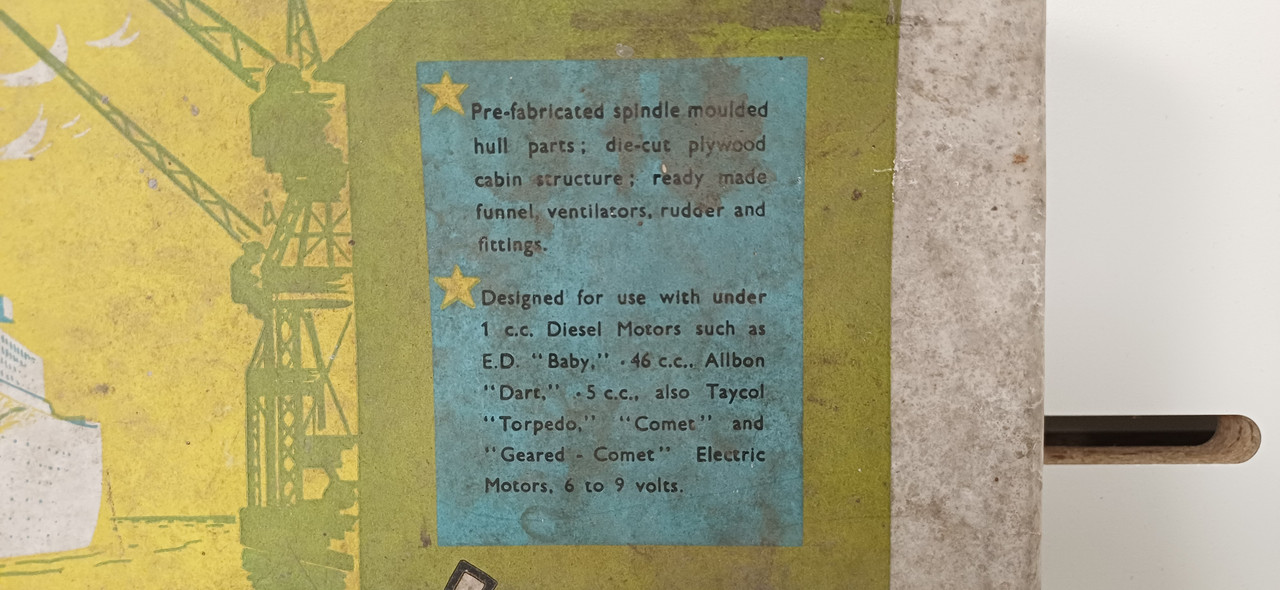 Pre-fabricated spindle moulded
hull parts; die-cut plywood
cabin structure; ready made
funnel, ventilators, rudder and
fittings.
Designed for use with under
1 c.c. Diesel Motors such as
E.D. "Baby," ·46 c.c., Allbon
"Dart," ·5 c.c., also Taycol
"Torpedo," "Comet" and
"Geared - Comet" Electric
Motors, 6 to 9 volts.